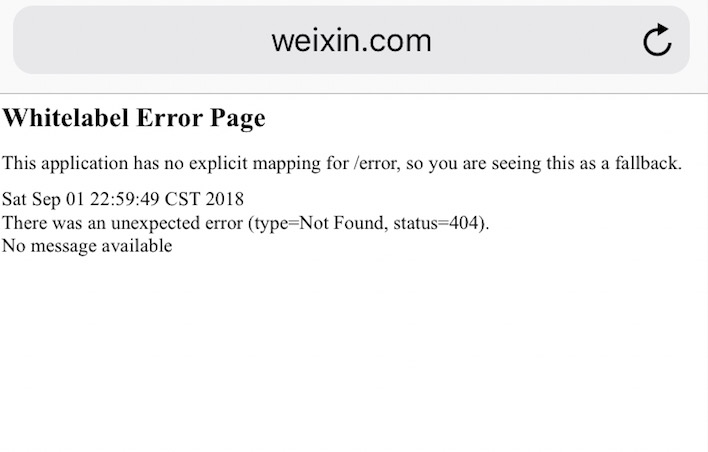 weixin.com
Whitelabel Error Page
This application has no explicit mapping for /error, so you are seeing this as a fallback.
Sat Sep 01 22:59:49 CST 2018
There was an unexpected error (type=Not Found, status=404).
No message available